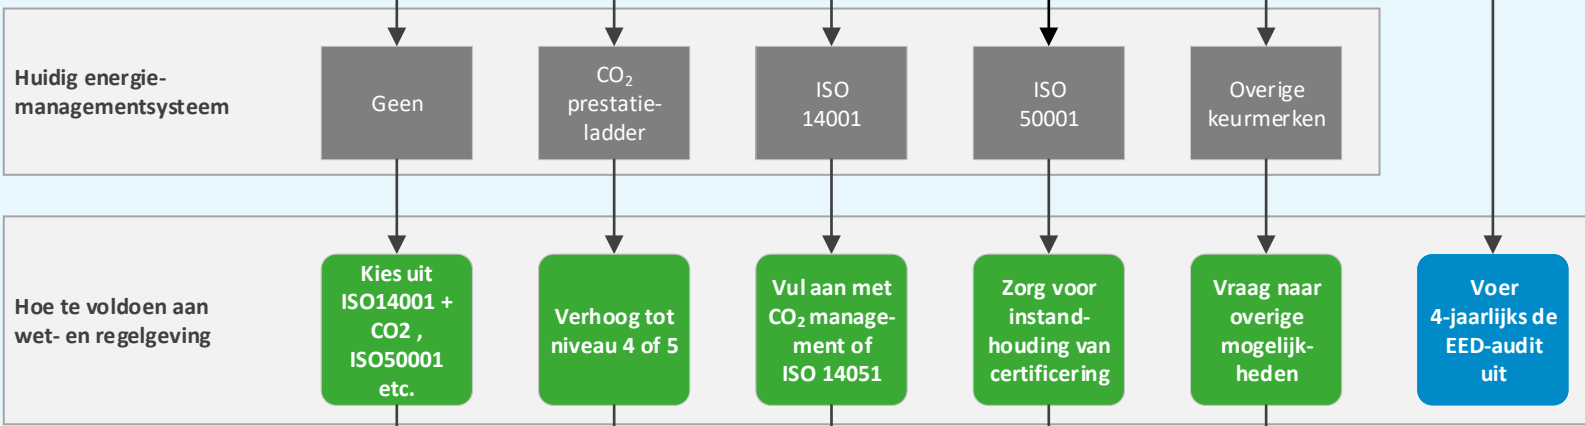 Huidig energie-
managementsysteem
Geen
CO₂
prestatie-
ladder
ISO
14001
ISO
50001
Overige
keurmerken
Hoe te voldoen aan
wet- en regelgeving
Kies uit
ISO14001 +
CO2 ,
ISO50001
etc.
Verhoog tot
niveau 4 of 5
Vul aan met
CO₂ manage-
ment of
ISO 14051
Zorg voor
instand-
houding van
certificering
Vraag naar
overige
mogelijk-
heden
Voer
4-jaarlijks de
EED-audit
uit